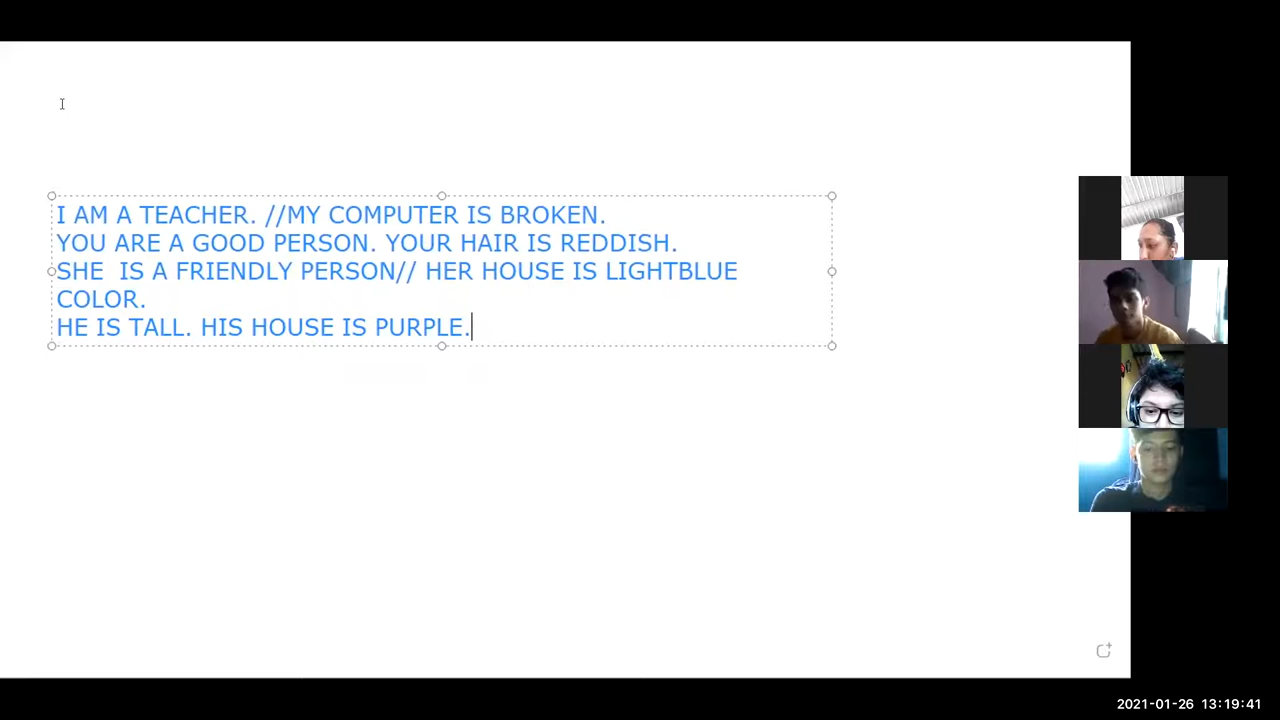 I AM A TEACHER. //MY COMPUTER IS BROKEN.
YOU ARE A GOOD PERSON. YOUR HAIR IS REDDISH.
SHE  IS A FRIENDLY PERSON// HER HOUSE IS LIGHTBLUE
COLOR.
HE IS TALL. HIS HOUSE IS PURPLE.
2021-01-26 13:19:41